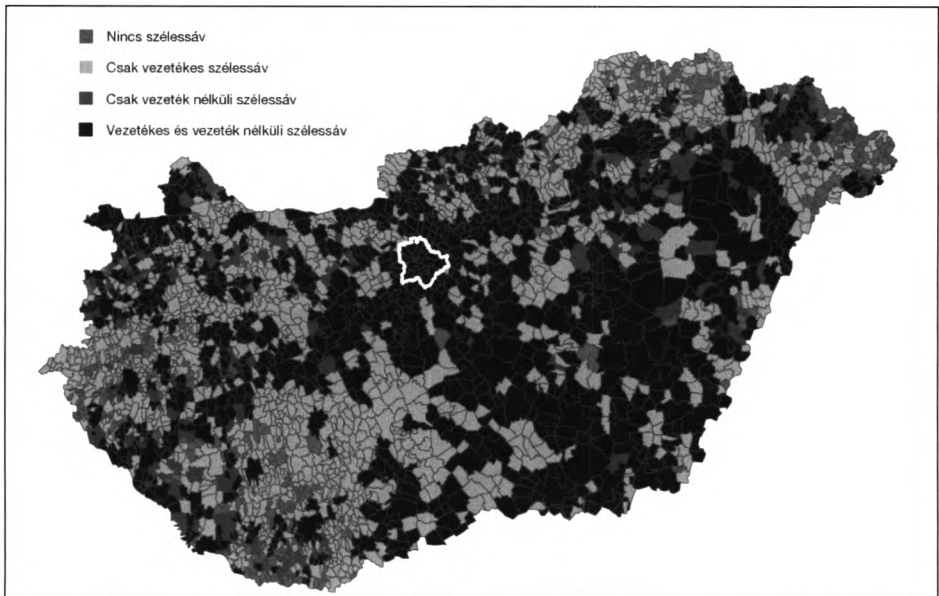 Nincs szélessáv
Csak vezetékes szélessáv
Csak vezeték nélküli szélessáv
Vezetékes és vezeték nélküli szélessáv